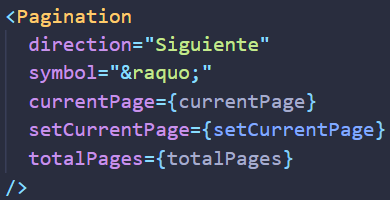 <Pagination
direction="Siguiente"
symbol="&raquo;"
currentPage={currentPage}
setCurrentPage={setCurrentPage}
totalPages={totalPages}
/>